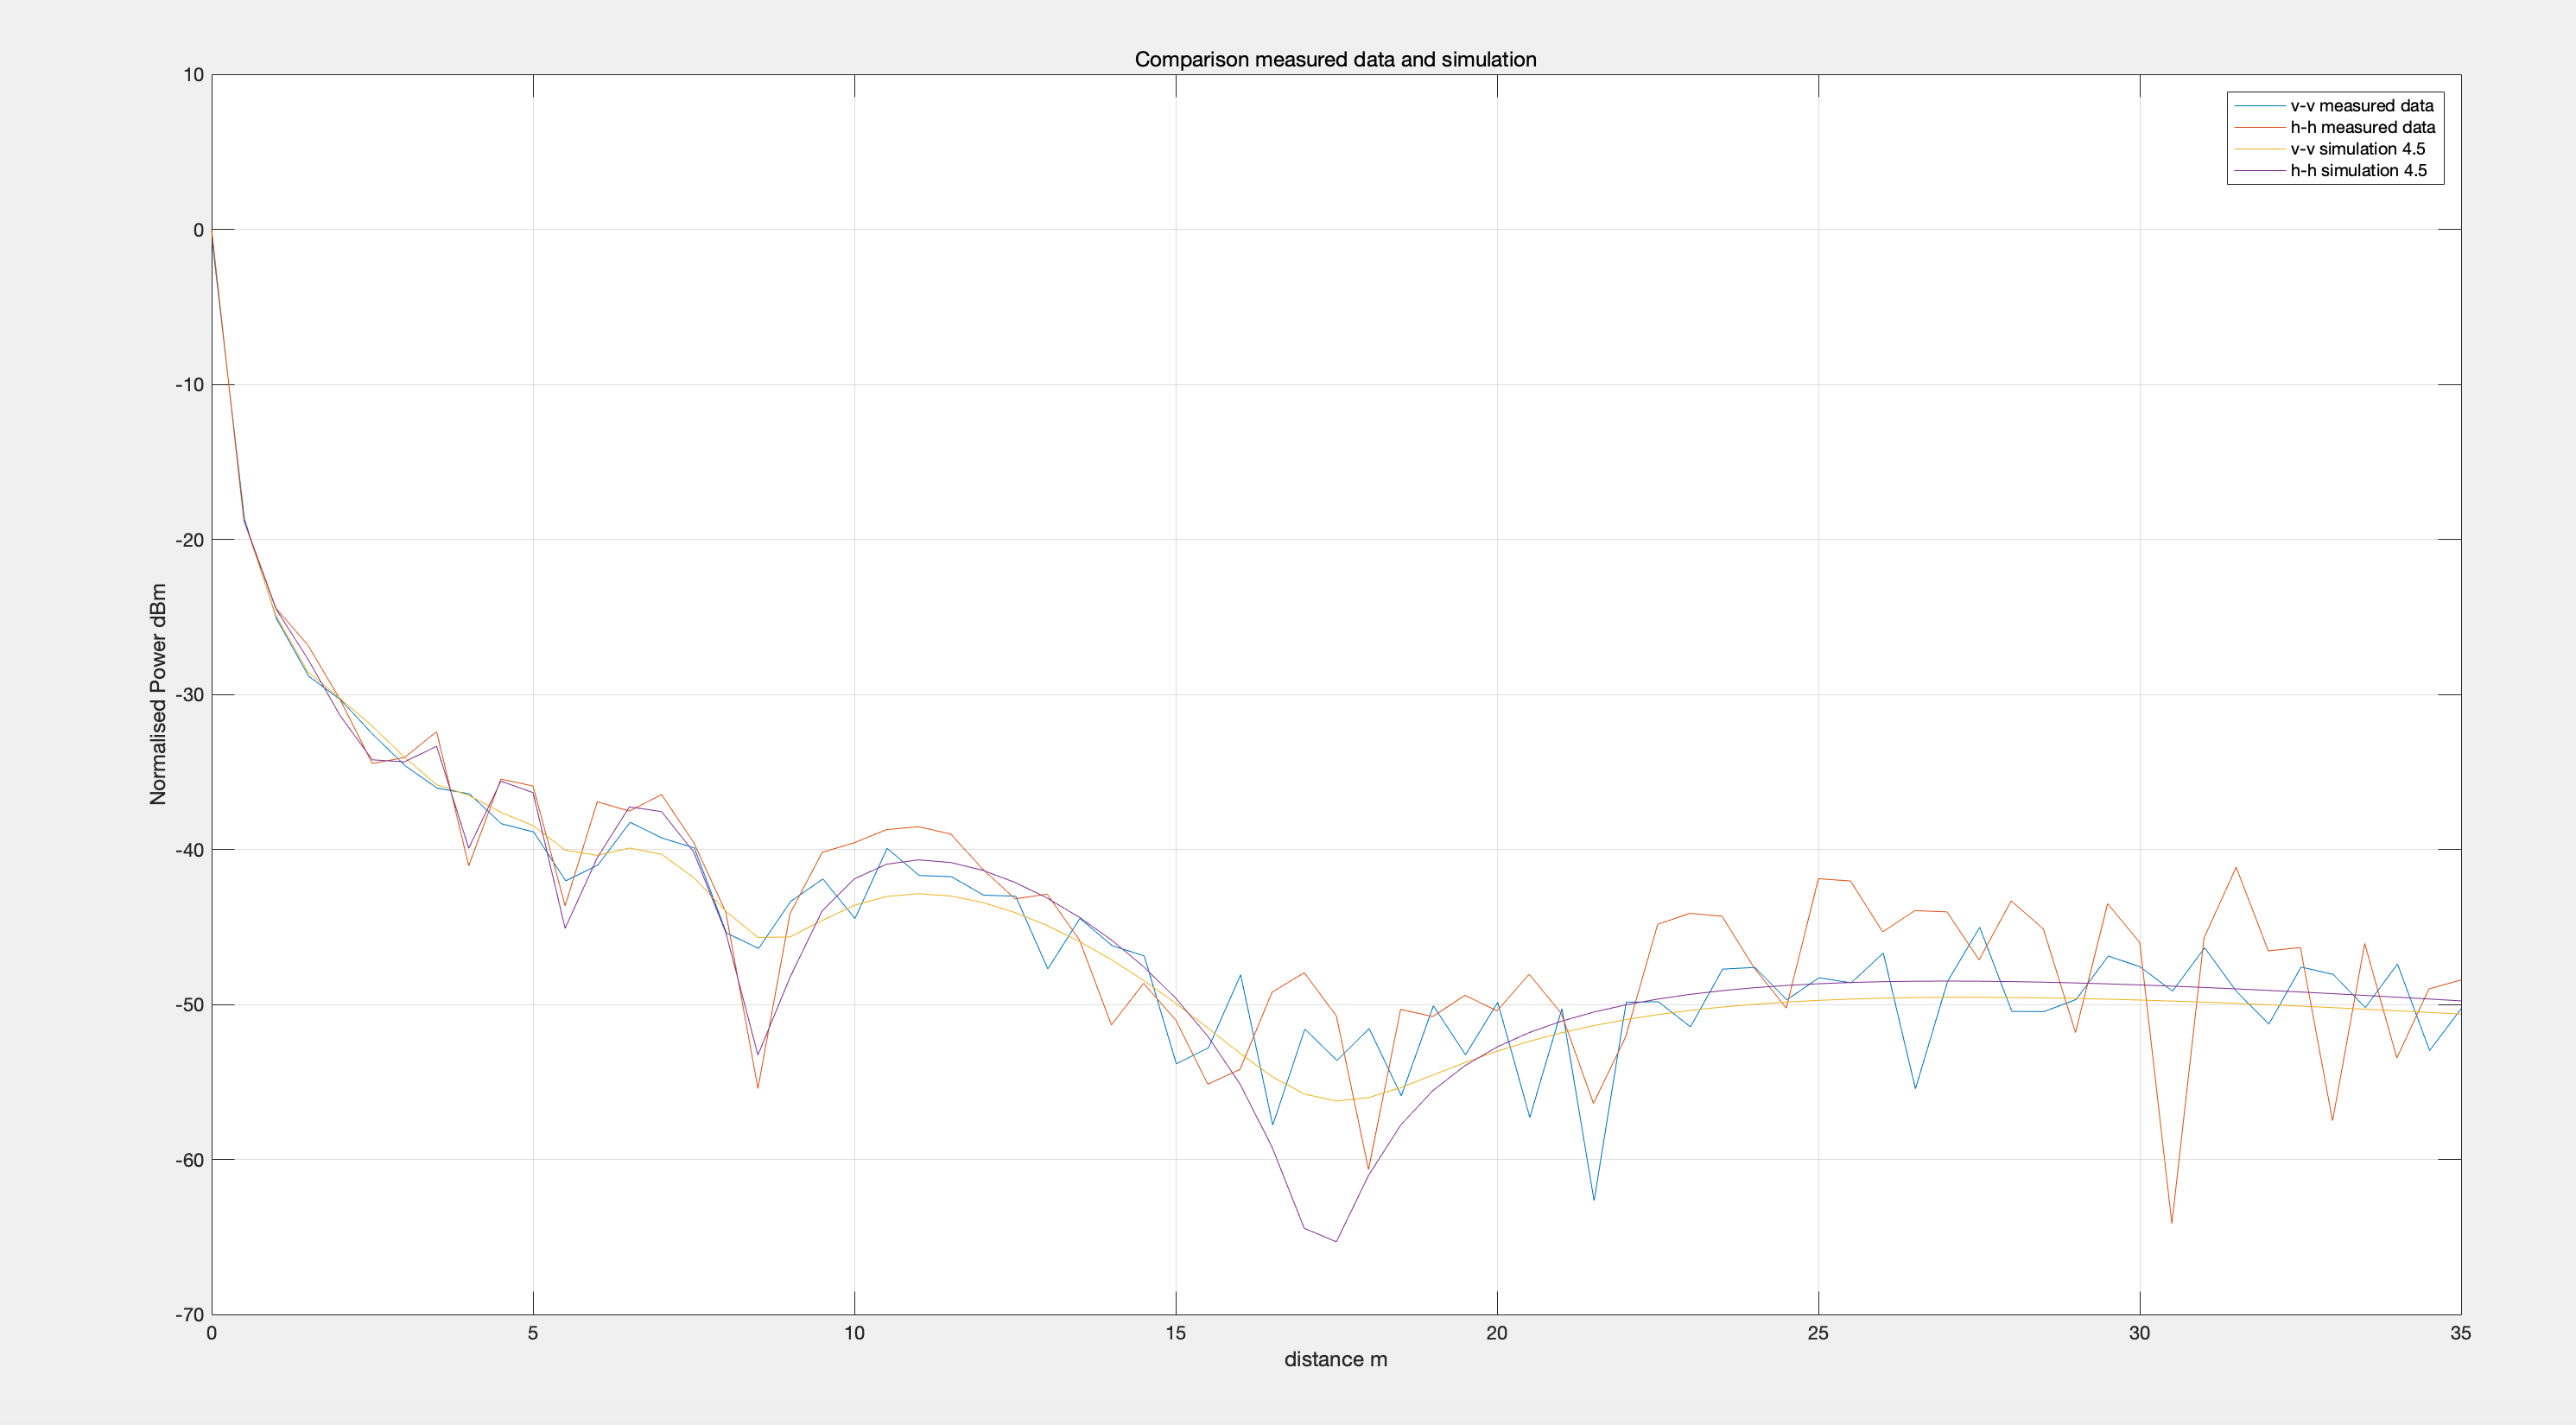 Comparison measured data and simulation
v-v measured data
h-h measured data
v-v simulation 4.5
h-h simulation 4.5
Normalised Power dBm
10
0
-10
-20
-30
-40
-50
-60
-70
0 5 10 15 20 25 30 35
distance m